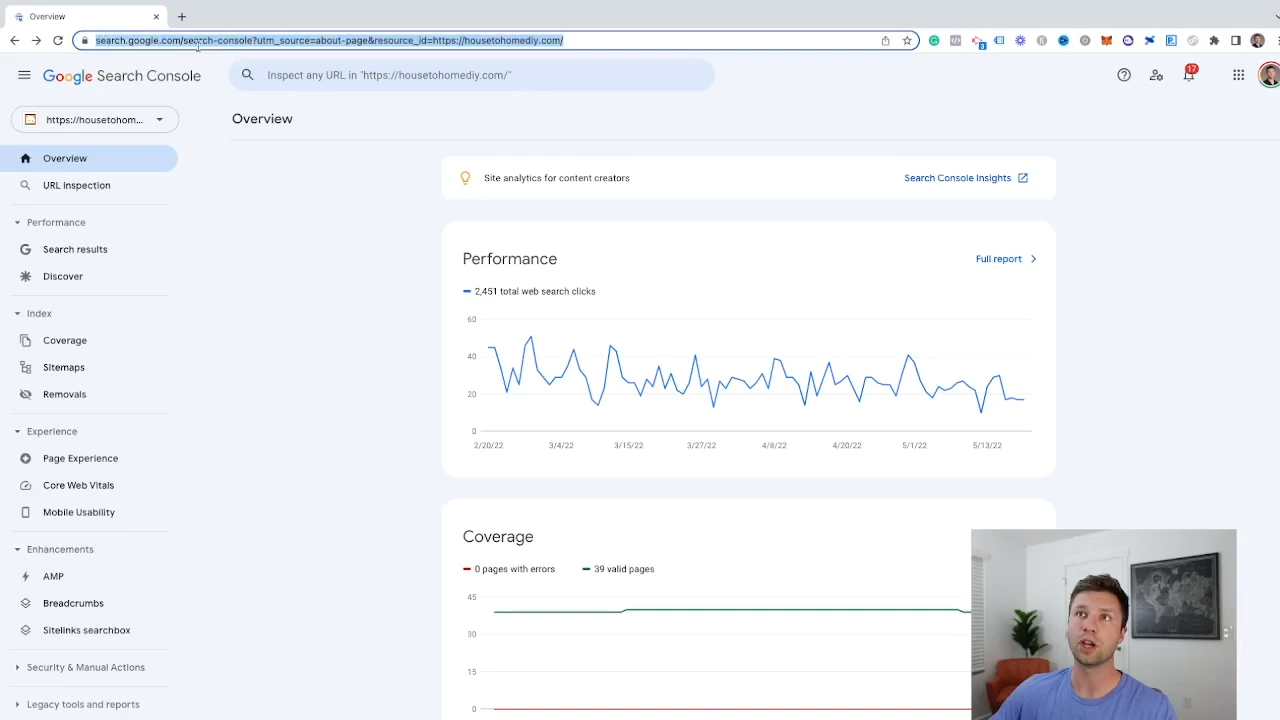 Overview
search.google.com/search-console?utm_source=about-page&resource_id=https://housetohomediy.com/
3
Google Search Console
Inspect any URL in "https://housetohomediy.com/"
17
https://housetohom...
Overview
Overview
URL inspection
Performance
Search results
Discover
Index
Coverage
Sitemaps
Removals
Experience
Page Experience
Core Web Vitals
Mobile Usability
Enhancements
AMP
Breadcrumbs
Sitelinks searchbox
Security & Manual Actions
Legacy tools and reports
Site analytics for content creators
Search Console Insights
Performance
Full report
2,451 total web search clicks
60
40
20
0
2/20/22 3/4/22 3/15/22 3/27/22 4/8/22 4/20/22 5/1/22 5/13/22
Coverage
0 pages with errors 39 valid pages
45
30
15
0